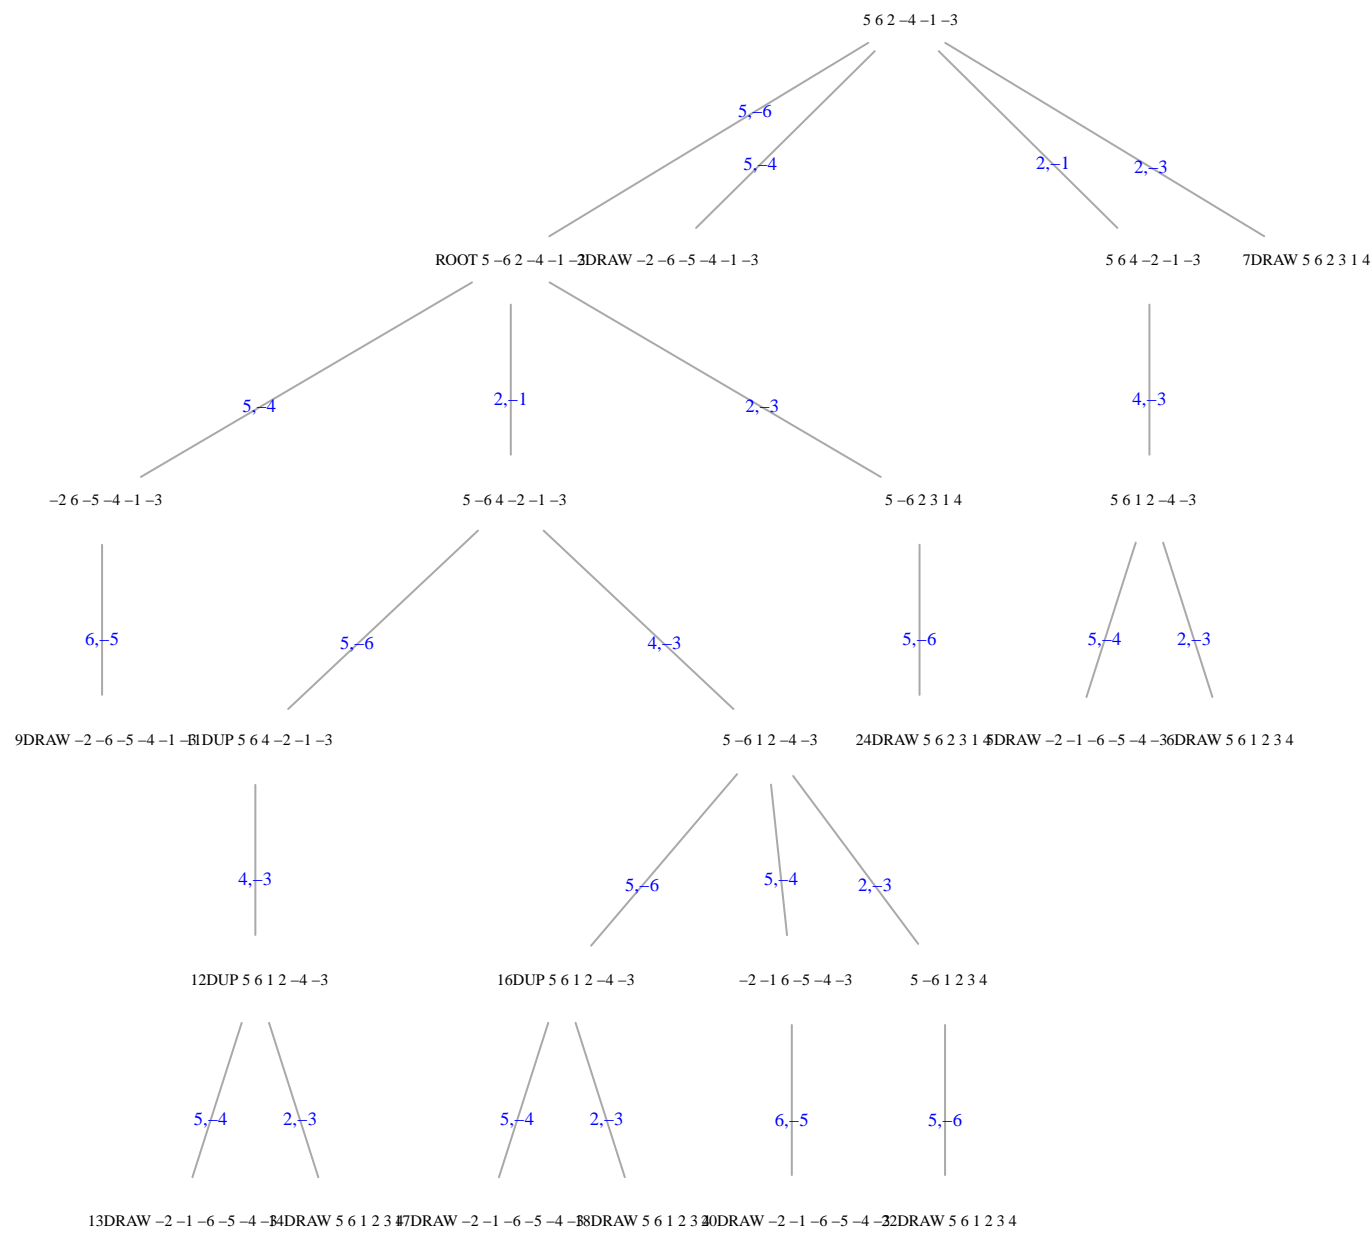 5 6 2 –4 –1 –3
5,–6
5,–4
2,–1
2,–3
ROOT 5 –6 2 –4 –1 –3
2DRAW –2 –6 –5 –4 –1 –3
5 6 4 –2 –1 –3
7DRAW 5 6 2 3 1 4
5,–4
2,–1
2,–3
4,–3
–2 6 –5 –4 –1 –3
5 –6 4 –2 –1 –3
5 –6 2 3 1 4
5 6 1 2 –4 –3
6,–5
5,–6
4,–3
5,–6
5,–4
2,–3
9DRAW –2 –6 –5 –4 –1 –3
11DUP 5 6 4 –2 –1 –3
5 –6 1 2 –4 –3
24DRAW 5 6 2 3 1 4
5DRAW –2 –1 –6 –5 –4 –3
6DRAW 5 6 1 2 3 4
4,–3
5,–6
5,–4
2,–3
12DUP 5 6 1 2 –4 –3
16DUP 5 6 1 2 –4 –3
–2 –1 6 –5 –4 –3
5 –6 1 2 3 4
5,–4
2,–3
5,–4
2,–3
6,–5
5,–6
13DRAW –2 –1 –6 –5 –4 –3
14DRAW 5 6 1 2 3 4
17DRAW –2 –1 –6 –5 –4 –3
18DRAW 5 6 1 2 3 4
20DRAW –2 –1 –6 –5 –4 –3
22DRAW 5 6 1 2 3 4